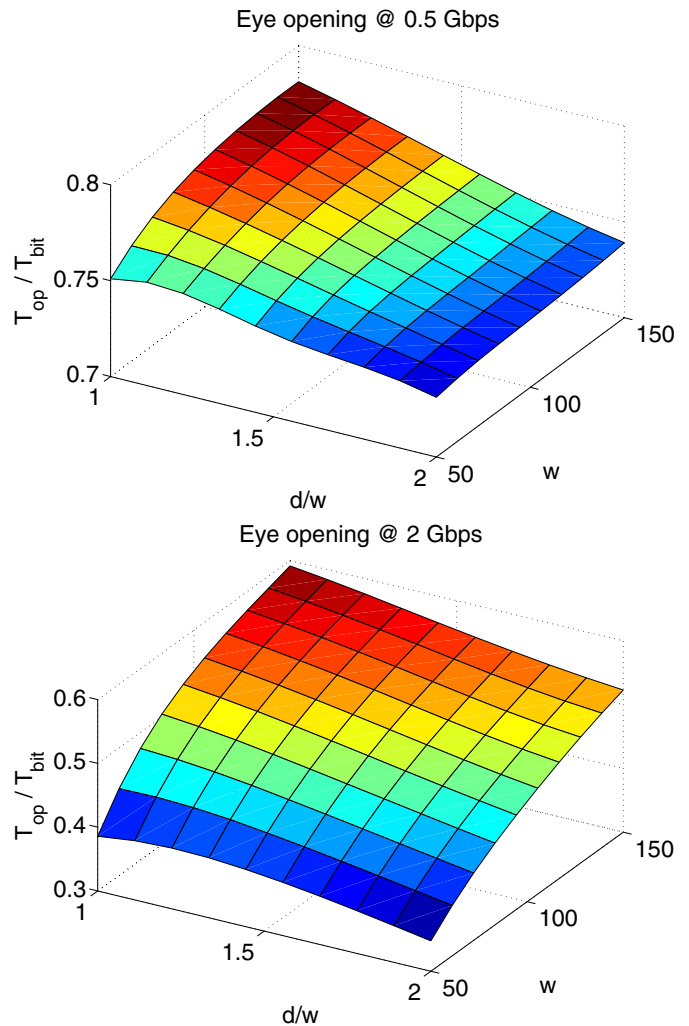 Eye opening @ 0.5 Gbps
0.8
0.75
0.7
T_op / T_bit
1
1.5
2
d/w
50
100
150
w
Eye opening @ 2 Gbps
0.6
0.5
0.4
0.3
T_op / T_bit
1
1.5
2
d/w
50
100
150
w